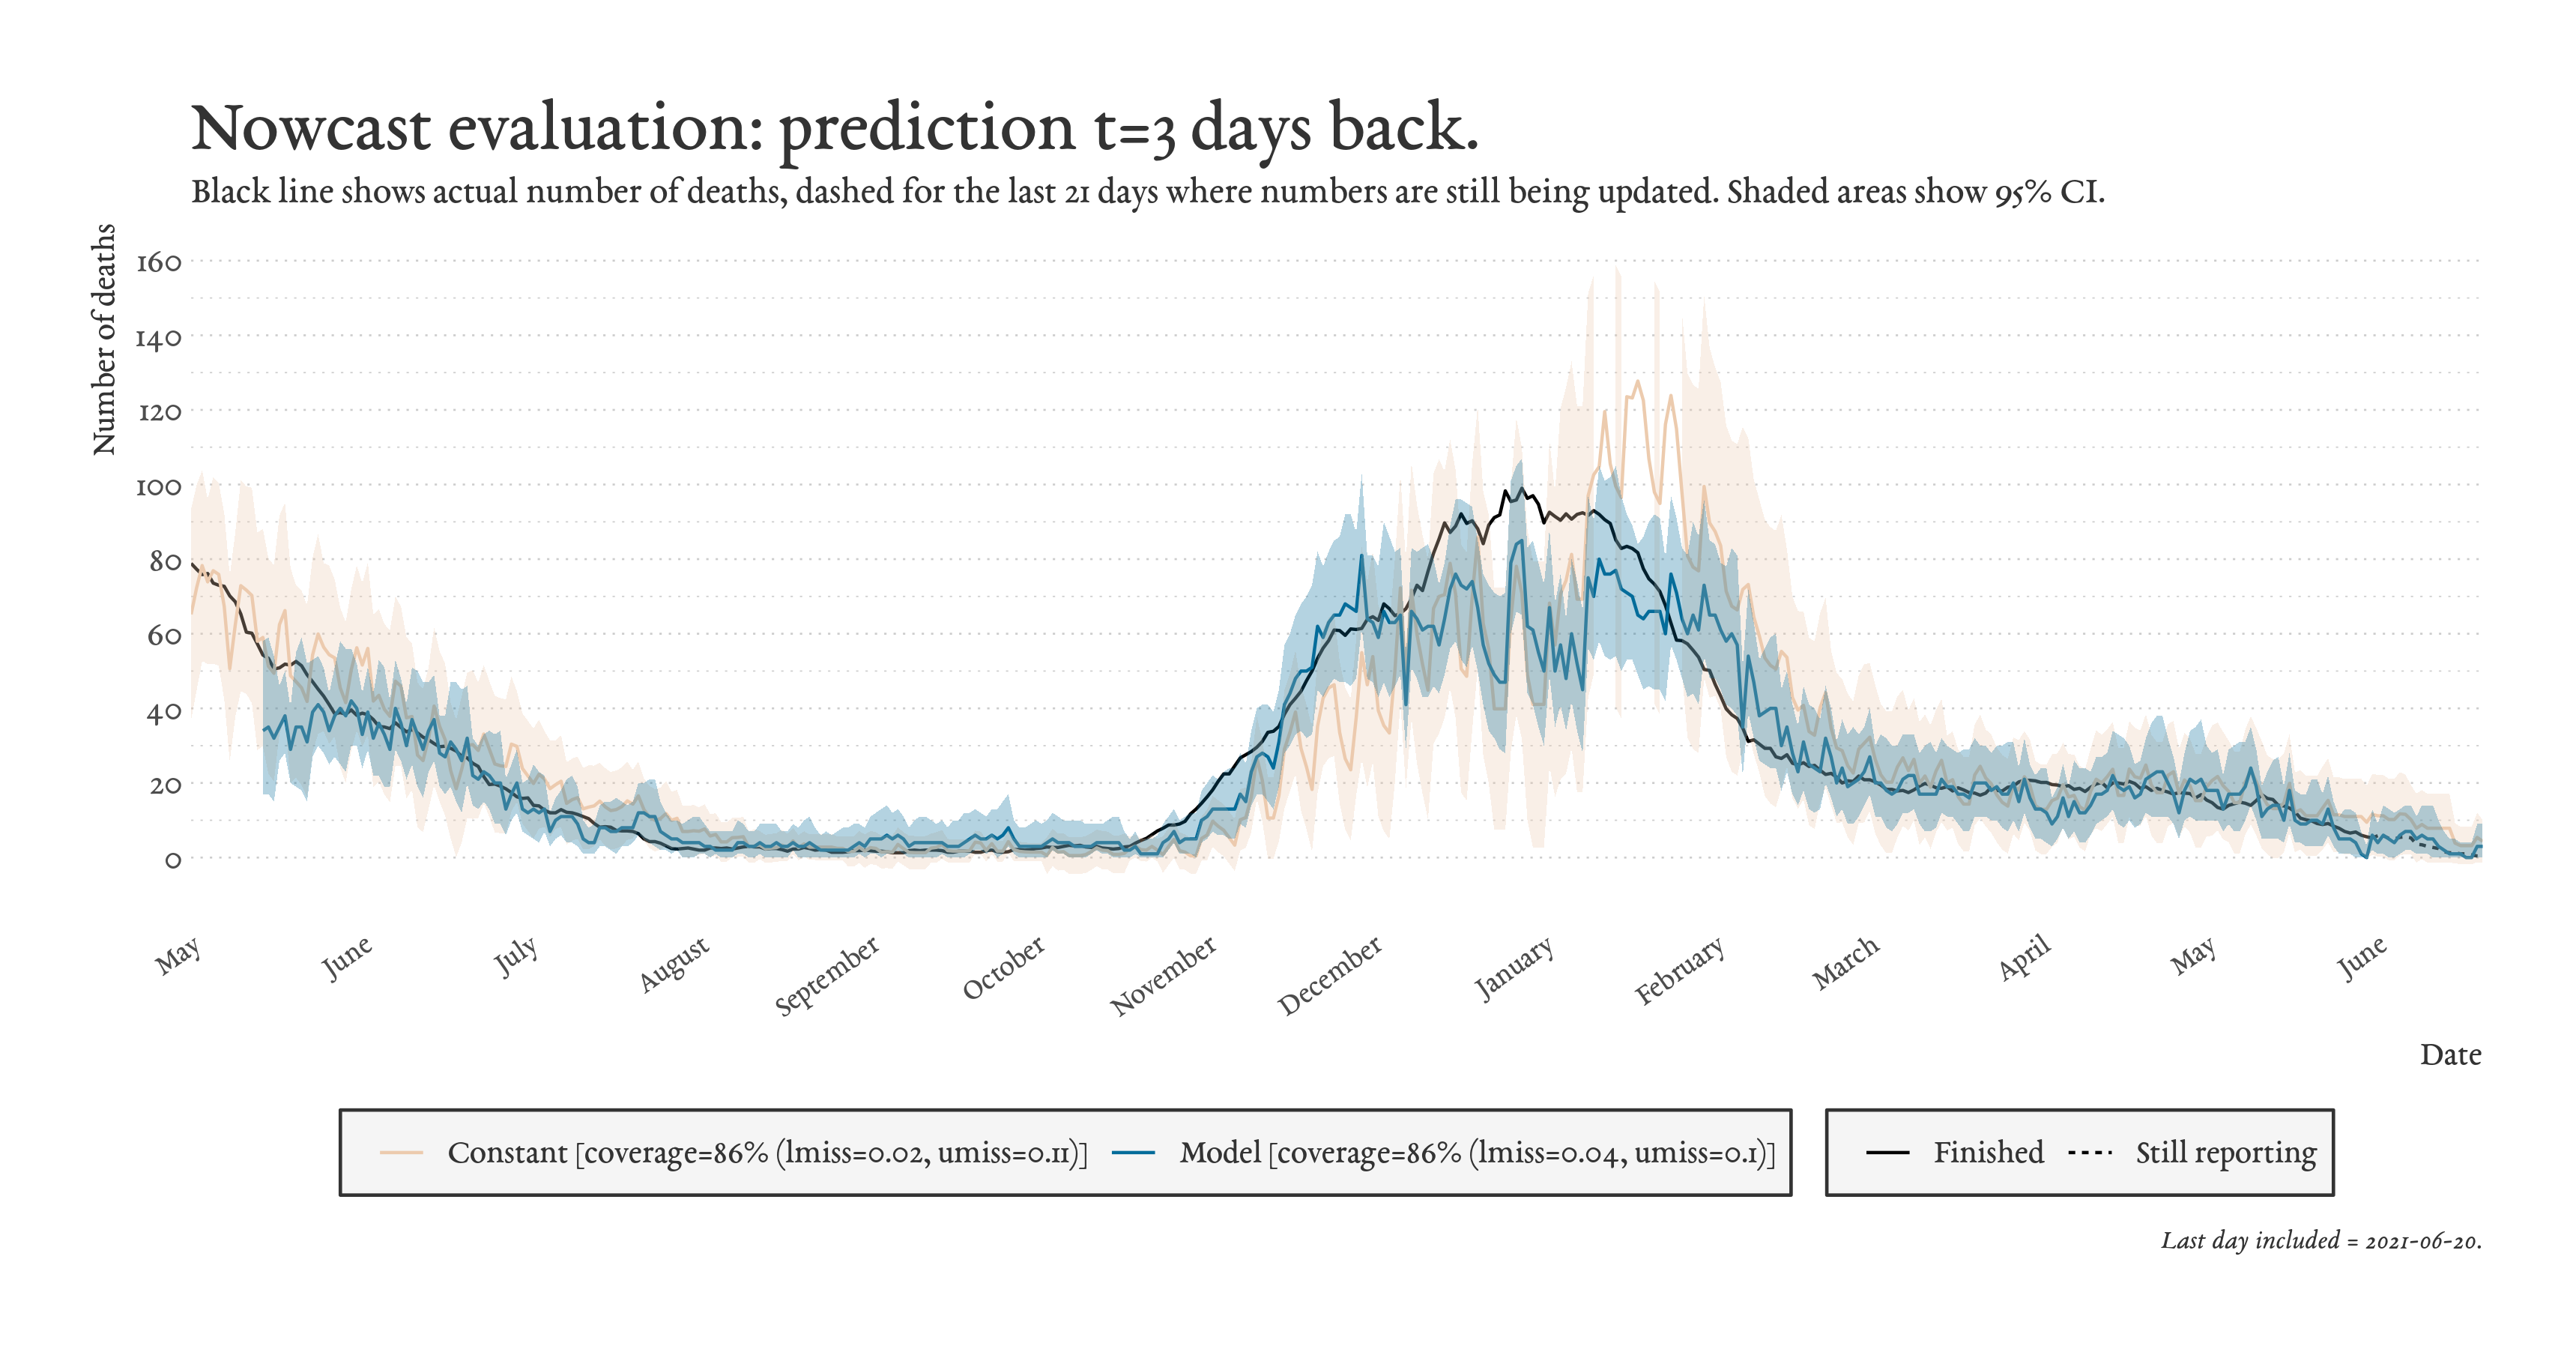 Nowcast evaluation: prediction t=3 days back.
Black line shows actual number of deaths, dashed for the last 21 days where numbers are still being updated. Shaded areas show 95% CI.
Number of deaths
160
140
120
100
80
60
40
20
0
May
June
July
August
September
October
November
December
January
February
March
April
May
June
Date
Constant [coverage=86% (lmiss=0.02, umiss=0.11)]
Model [coverage=86% (lmiss=0.04, umiss=0.1)]
Finished
Still reporting
Last day included = 2021-06-20.